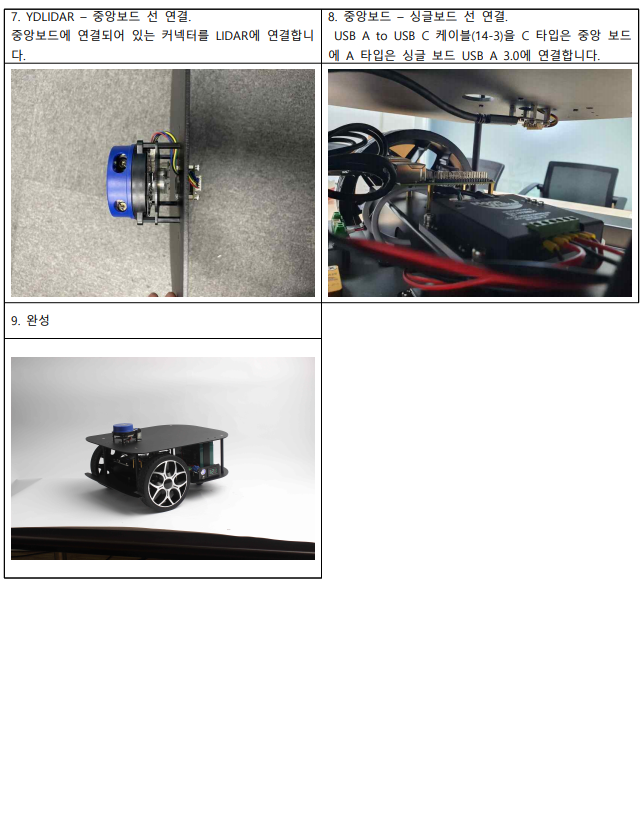 7. YDLIDAR – 중앙보드 선 연결.
중앙보드에 연결되어 있는 커넥터를 LIDAR에 연결합니
다.
8. 중앙보드 – 싱글보드 선 연결.
USB A to USB C 케이블(14-3)을 C 타입은 중앙 보드
에 A 타입은 싱글 보드 USB A 3.0에 연결합니다.
9. 완성